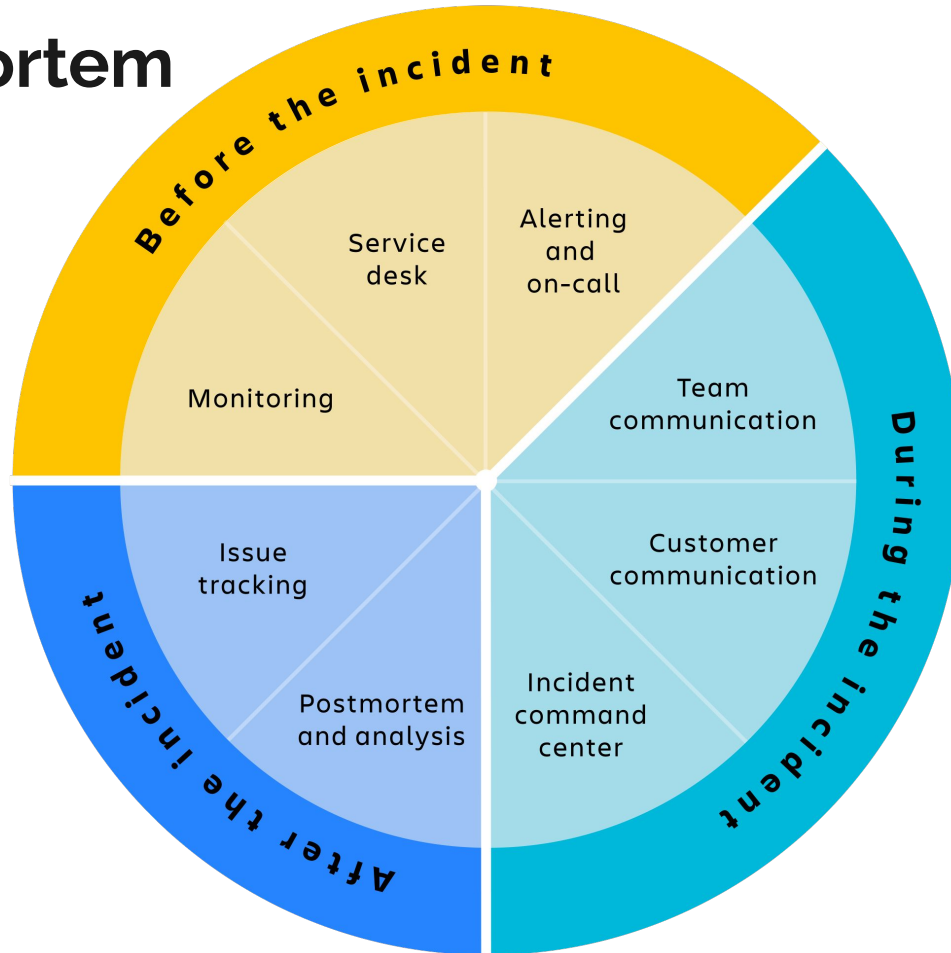 ortem
Before the incident
Service
desk
Alerting
and
on-call
Monitoring
Team
communication
During the incident
Customer
communication
Incident
command
center
Issue
tracking
Postmortem
and analysis
After the incident